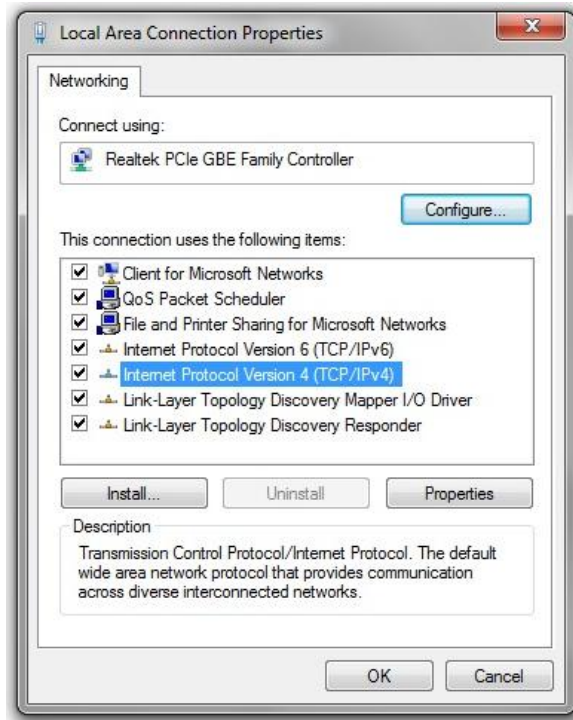 Local Area Connection Properties
Networking
Connect using:
Realtek PCIe GBE Family Controller
Configure...
This connection uses the following items:
Client for Microsoft Networks
QoS Packet Scheduler
File and Printer Sharing for Microsoft Networks
Internet Protocol Version 6 (TCP/IPv6)
Internet Protocol Version 4 (TCP/IPv4)
Link-Layer Topology Discovery Mapper I/O Driver
Link-Layer Topology Discovery Responder
Install... Uninstall Properties
Description
Transmission Control Protocol/Internet Protocol. The default
wide area network protocol that provides communication
across diverse interconnected networks.
OK Cancel